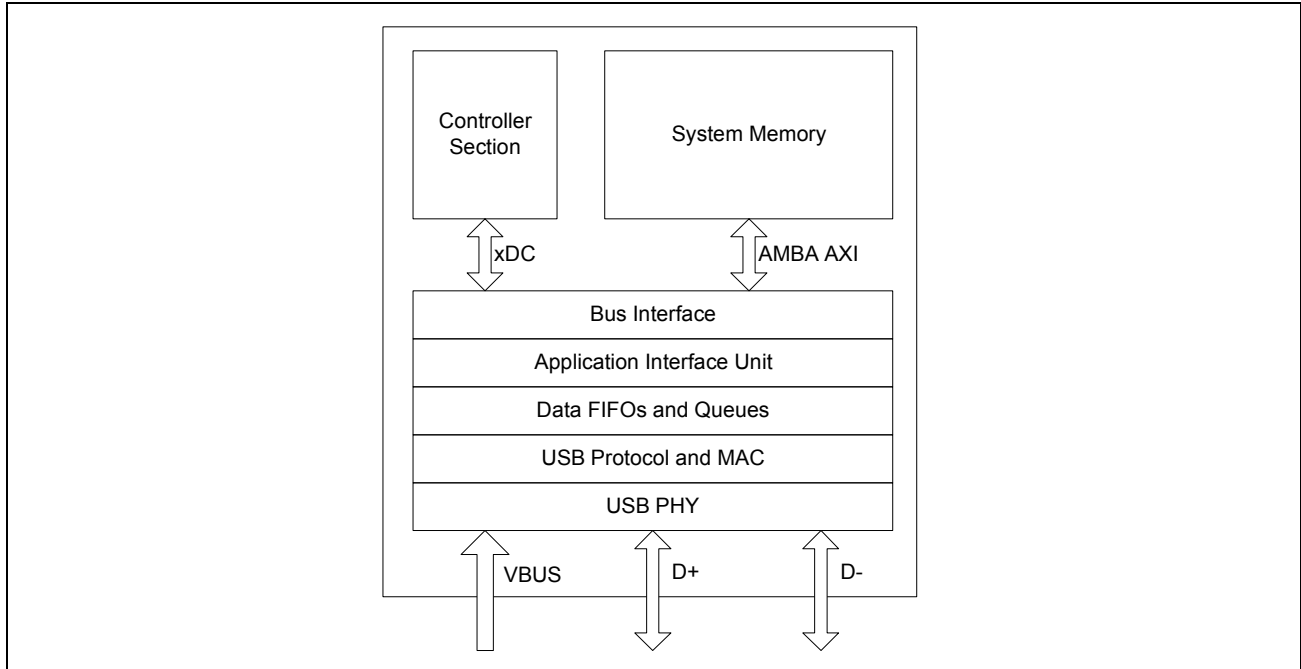 Controller
Section
System Memory
xDC
AMBA AXI
Bus Interface
Application Interface Unit
Data FIFOs and Queues
USB Protocol and MAC
USB PHY
VBUS
D+
D-